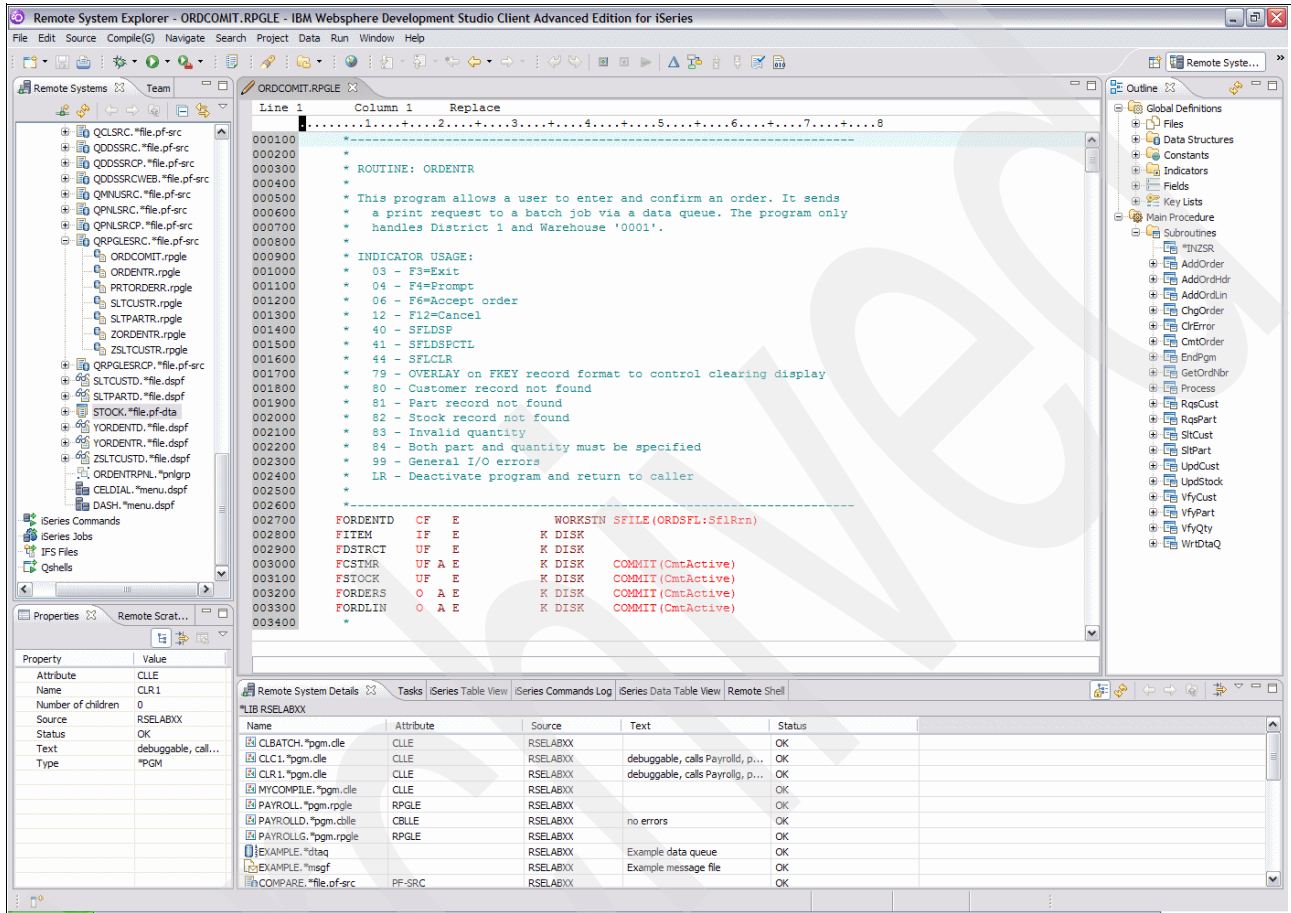 Remote System Explorer - ORDCOMIT.RPGLE - IBM Websphere Development Studio Client Advanced Edition for iSeries
File Edit Source Compile(G) Navigate Search Project Data Run Window Help
Remote Syste... »
Remote Systems Team
QCLSRC.*file.pf-src
QDDSSRC.*file.pf-src
QDDSSRCP.*file.pf-src
QDDSSRCWEB.*file.pf-src
QMNUSRC.*file.pf-src
QPNLSRC.*file.pf-src
QPNLSRCP.*file.pf-src
QRPGLESRC.*file.pf-src
ORDCOMIT.rpgle
ORDENTR.rpgle
PRTORDERR.rpgle
SLTCUSTR.rpgle
SLTPARTR.rpgle
ZORDENTR.rpgle
ZSLTCUSTR.rpgle
QRPGLESRCP.*file.pf-src
SLTCUSTD.*file.dspf
SLTPARTD.*file.dspf
STOCK.*file.pf-dta
YORDENTD.*file.dspf
YORDENTR.*file.dspf
ZSLTCUSTD.*file.dspf
ORDENTRPNL.*pnlgrp
CELDIAL.*menu.dspf
DASH.*menu.dspf
iSeries Commands
iSeries Jobs
IFS Files
Qshells
ORDCOMIT.RPGLE
Line 1 Column 1 Replace
.........1....+....2....+....3....+....4....+....5....+....6....+....7....+....8
000100 *---------------------------------------------------------------------
000200 *
000300 * ROUTINE: ORDENTR
000400 *
000500 * This program allows a user to enter and confirm an order. It sends
000600 * a print request to a batch job via a data queue. The program only
000700 * handles District 1 and Warehouse '0001'.
000800 *
000900 * INDICATOR USAGE:
001000 * 03 - F3=Exit
001100 * 04 - F4=Prompt
001200 * 06 - F6=Accept order
001300 * 12 - F12=Cancel
001400 * 40 - SFLDSP
001500 * 41 - SFLDSPCTL
001600 * 44 - SFLCLR
001700 * 79 - OVERLAY on FKEY record format to control clearing display
001800 * 80 - Customer record not found
001900 * 81 - Part record not found
002000 * 82 - Stock record not found
002100 * 83 - Invalid quantity
002200 * 84 - Both part and quantity must be specified
002300 * 99 - General I/O errors
002400 * LR - Deactivate program and return to caller
002500 *
002600 *---------------------------------------------------------------------
002700 FORDENTD CF E WORKSTN SFILE(ORDSFL:SflRrn)
002800 FITEM IF E K DISK
002900 FDSTRCT UF E K DISK
003000 FCSTMR UF A E K DISK COMMIT(CmtActive)
003100 FSTOCK UF E K DISK COMMIT(CmtActive)
003200 FORDERS O A E K DISK COMMIT(CmtActive)
003300 FORDLIN O A E K DISK COMMIT(CmtActive)
003400 *
Outline
Global Definitions
Files
Data Structures
Constants
Indicators
Fields
Key Lists
Main Procedure
Subroutines
*INZSR
AddOrder
AddOrdHdr
AddOrdLin
ChgOrder
ClrError
CmtOrder
EndPgm
GetOrdNbr
Process
RqsCust
RqsPart
SltCust
SltPart
UpdCust
UpdStock
VfyCust
VfyPart
VfyQty
WrtDtaQ
Properties Remote Scrat...
Property Value
Attribute CLLE
Name CLR1
Number of children 0
Source RSELABXX
Status OK
Text debuggable, call...
Type *PGM
Remote System Details Tasks iSeries Table View iSeries Commands Log iSeries Data Table View Remote Shell
*LIB RSELABXX
Name Attribute Source Text Status
CLBATCH.*pgm.clle CLLE RSELABXX OK
CLC1.*pgm.clle CLLE RSELABXX debuggable, calls Payrolld, p... OK
CLR1.*pgm.clle CLLE RSELABXX debuggable, calls Payrollg, p... OK
MYCOMPILE.*pgm.clle CLLE RSELABXX OK
PAYROLL.*pgm.rpgle RPGLE RSELABXX OK
PAYROLLD.*pgm.cblle CBLLE RSELABXX no errors OK
PAYROLLG.*pgm.rpgle RPGLE RSELABXX OK
EXAMPLE.*dtaq RSELABXX Example data queue OK
EXAMPLE.*msgf RSELABXX Example message file OK
COMPARE.*file.pf-src PF-SRC RSELABXX OK